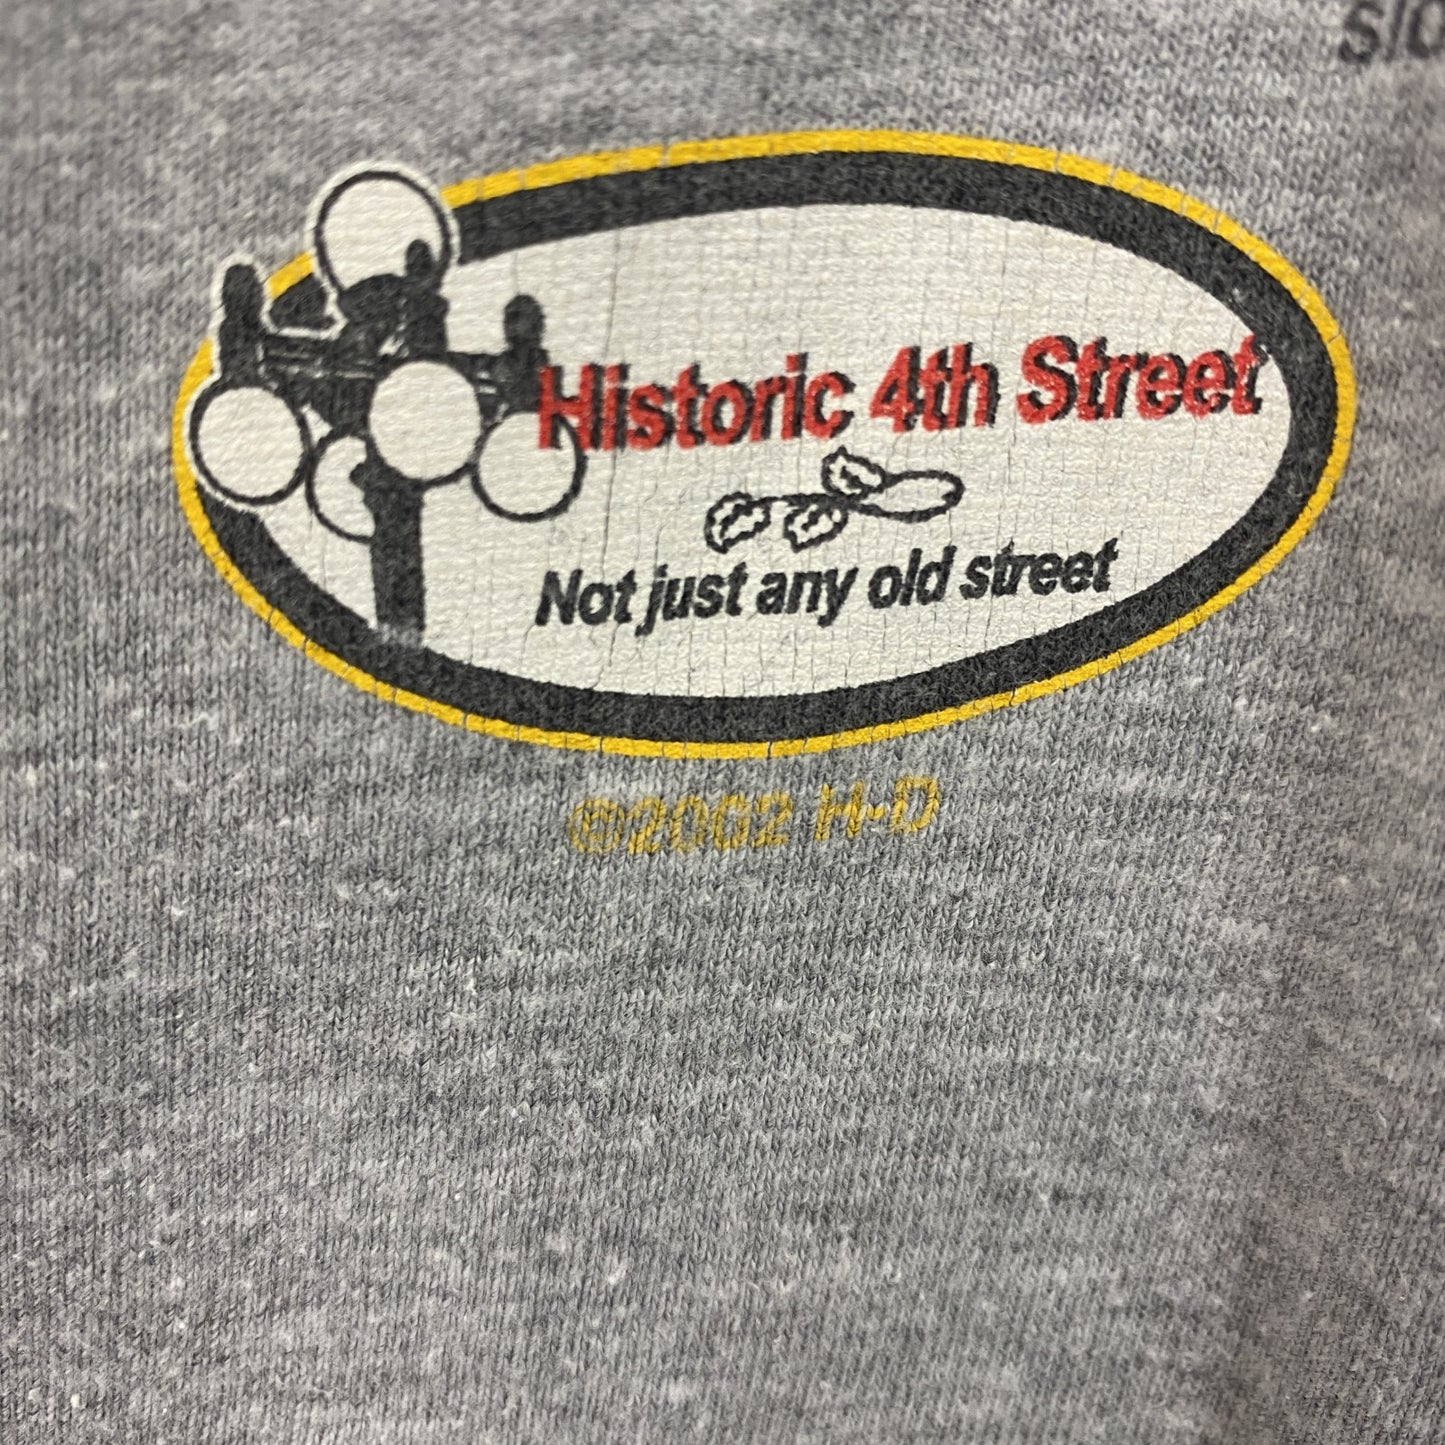 Historic 4th Street
Not just any old street
©2002 H-D